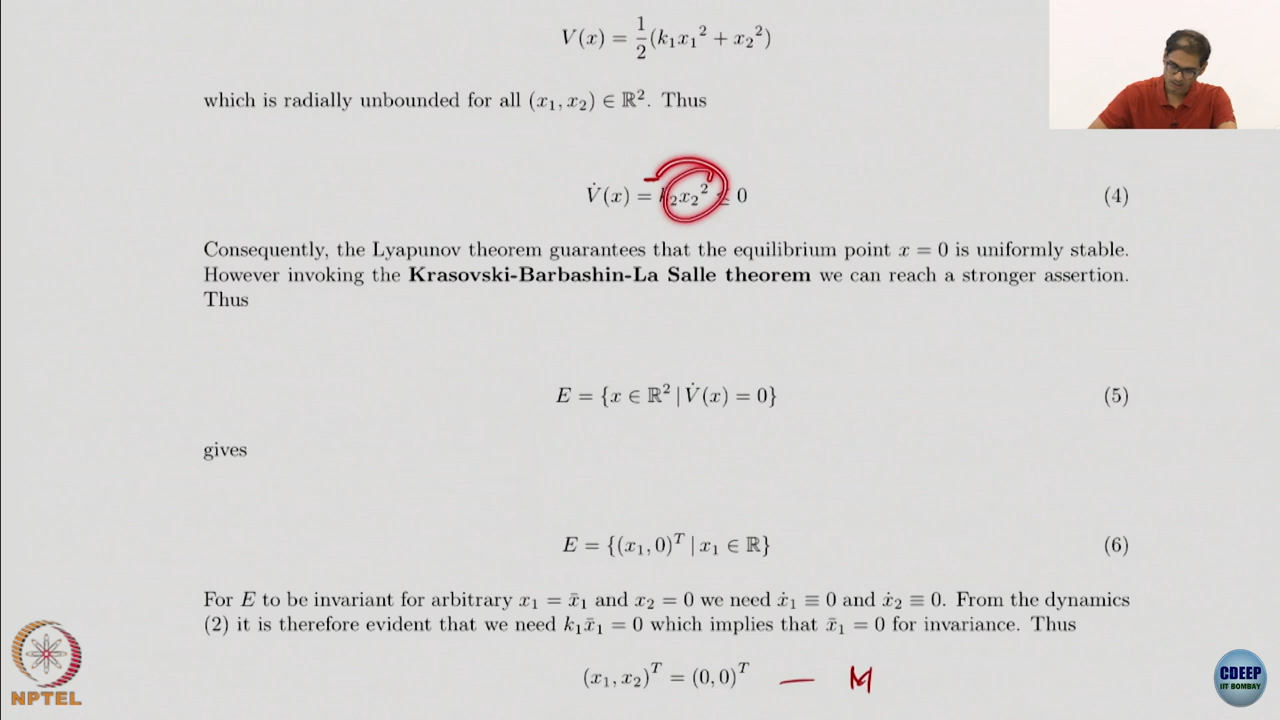 V(x) = 1/2 (k₁x₁² + x₂²)
which is radially unbounded for all (x₁, x₂) ∈ ℝ². Thus
V̇(x) = k₂x₂² ≤ 0 (4)
Consequently, the Lyapunov theorem guarantees that the equilibrium point x = 0 is uniformly stable.
However invoking the Krasovski-Barbashin-La Salle theorem we can reach a stronger assertion.
Thus
E = {x ∈ ℝ² | V̇(x) = 0} (5)
gives
E = {(x₁, 0)ᵀ | x₁ ∈ ℝ} (6)
For E to be invariant for arbitrary x₁ = x̄₁ and x₂ = 0 we need ẋ₁ ≡ 0 and ẋ₂ ≡ 0. From the dynamics
(2) it is therefore evident that we need k₁x̄₁ = 0 which implies that x̄₁ = 0 for invariance. Thus
(x₁, x₂)ᵀ = (0, 0)ᵀ — M
NPTEL
CDEEP
IIT BOMBAY